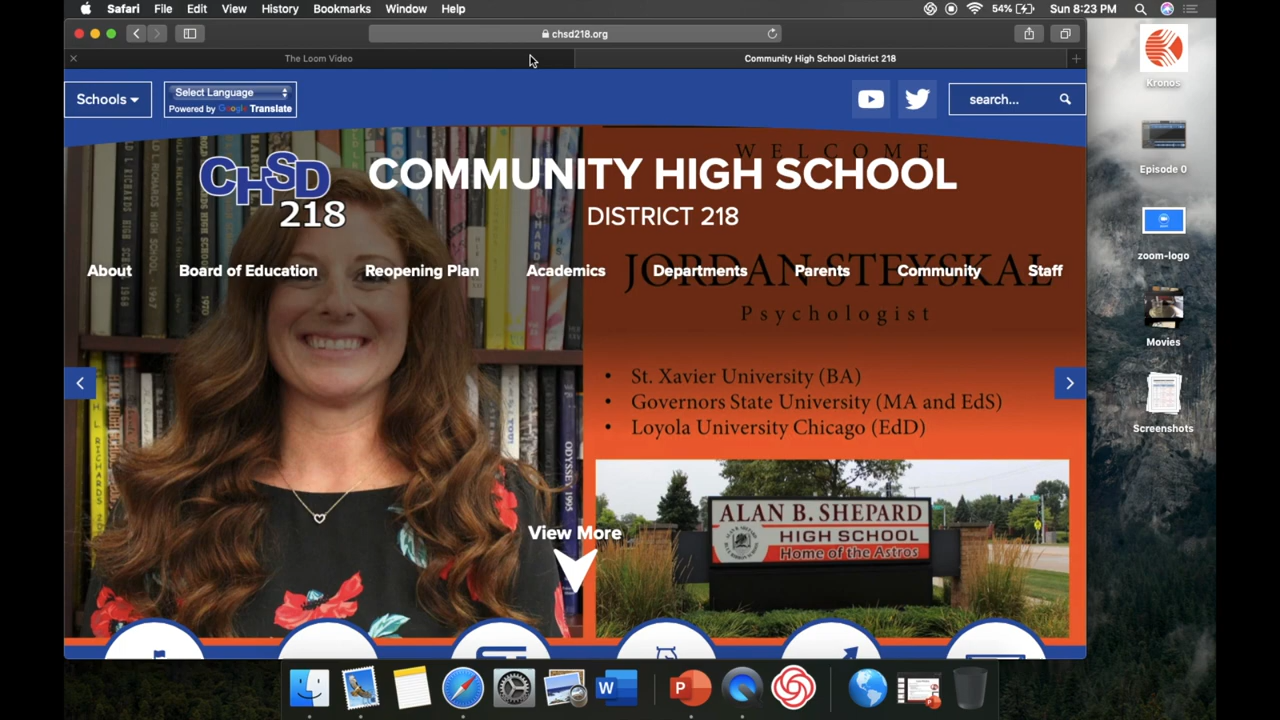 Safari File Edit View History Bookmarks Window Help 54% Sun 8:23 PM
chsd218.org
The Loom Video
Community High School District 218
Schools
Select Language
Powered by Google Translate
search...
WELCOME
CHSD
218
COMMUNITY HIGH SCHOOL
DISTRICT 218
About Board of Education Reopening Plan Academics Departments Parents Community Staff
JORDAN STEYSKAL
Psychologist
• St. Xavier University (BA)
• Governors State University (MA and EdS)
• Loyola University Chicago (EdD)
ALAN B. SHEPARD
HIGH SCHOOL
Home of the Astros
View More
ODYSSEY 1995
Kronos
Episode 0
zoom-logo
Movies
Screenshots